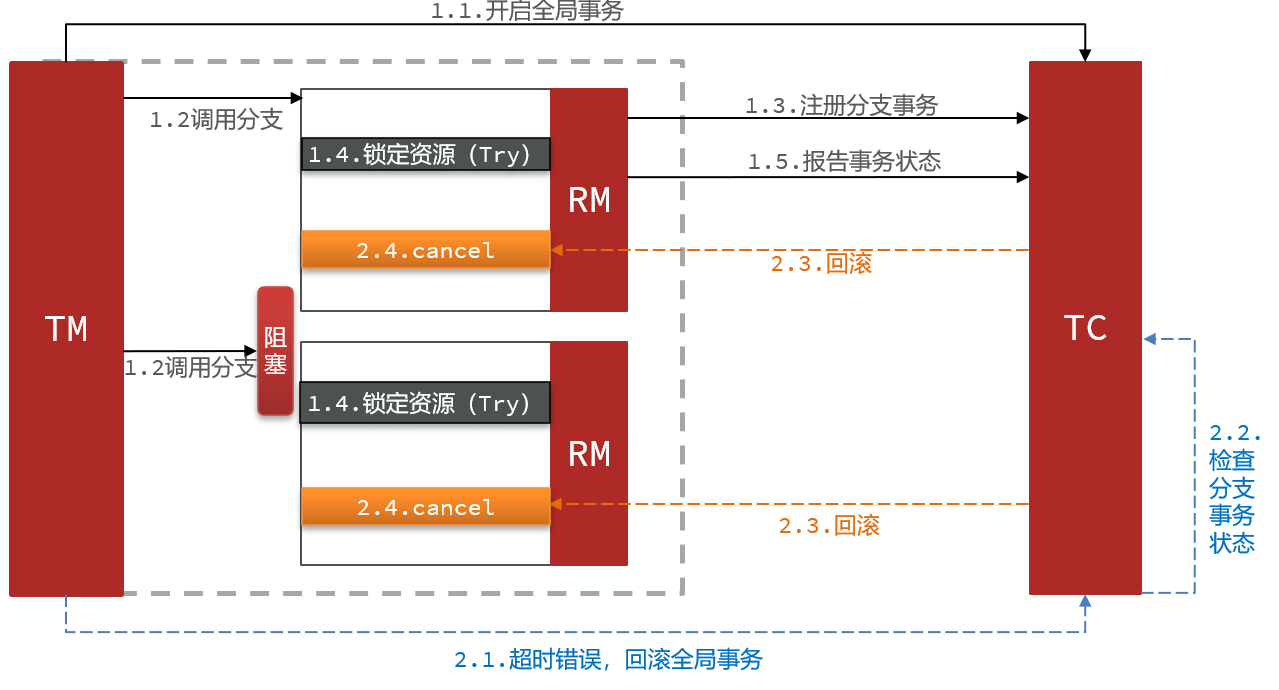 1.1.开启全局事务
1.2调用分支
1.3.注册分支事务
1.4.锁定资源（Try）
1.5.报告事务状态
RM
2.4.cancel
2.3.回滚
TM
阻
塞
TC
1.2调用分支
1.4.锁定资源（Try）
RM
2.2.
检查
分支
事务
状态
2.4.cancel
2.3.回滚
2.1.超时错误，回滚全局事务